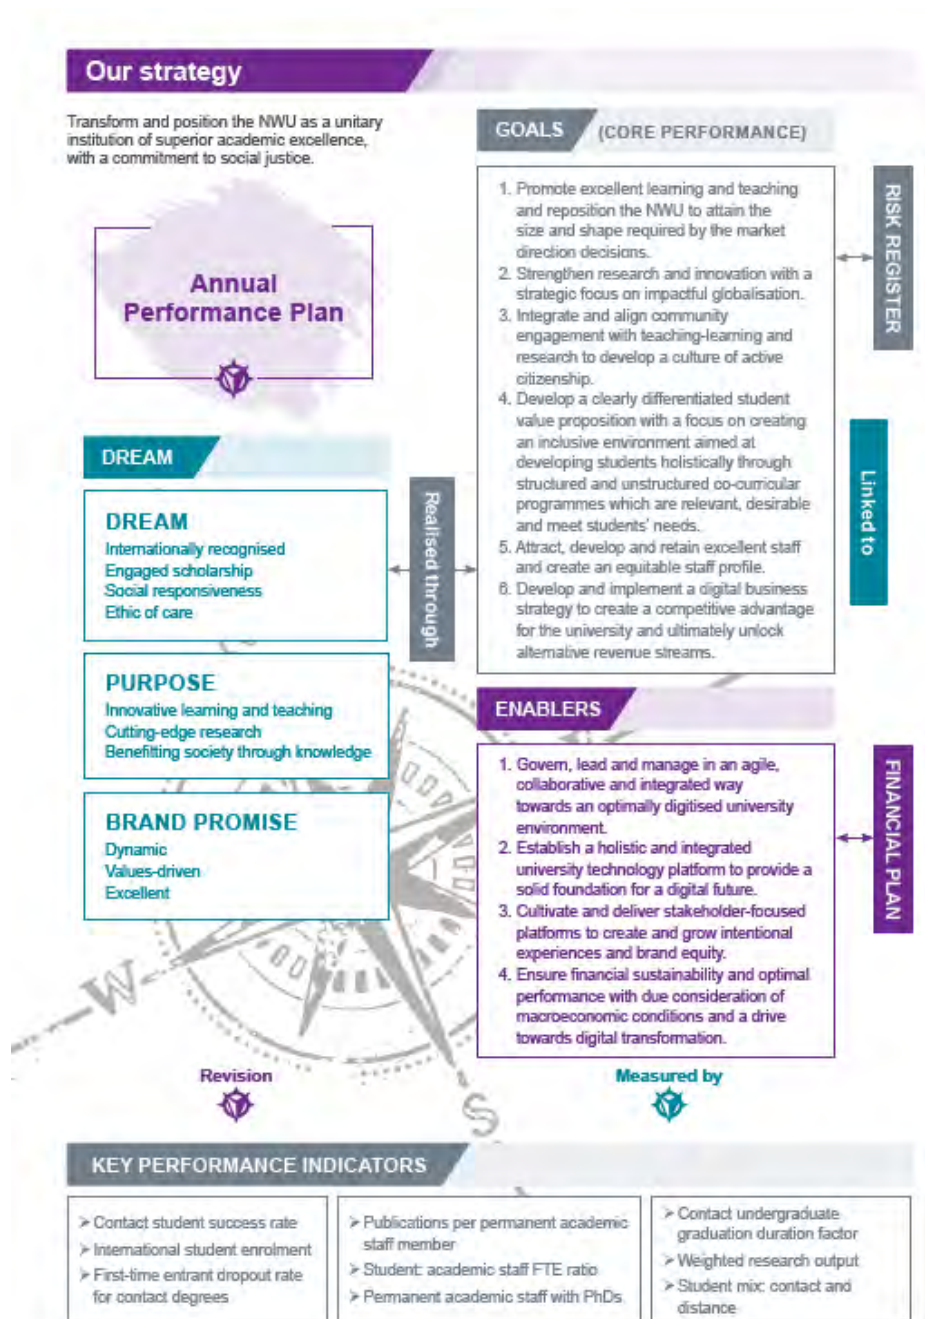 Our strategy
Transform and position the NWU as a unitary
institution of superior academic excellence,
with a commitment to social justice.
Annual
Performance Plan
DREAM
DREAM
Internationally recognised
Engaged scholarship
Social responsiveness
Ethic of care
PURPOSE
Innovative learning and teaching
Cutting-edge research
Benefitting society through knowledge
BRAND PROMISE
Dynamic
Values-driven
Excellent
Realised through
GOALS (CORE PERFORMANCE)
1. Promote excellent learning and teaching
and reposition the NWU to attain the
size and shape required by the market
direction decisions.
2. Strengthen research and innovation with a
strategic focus on impactful globalisation.
3. Integrate and align community
engagement with teaching-learning and
research to develop a culture of active
citizenship.
4. Develop a clearly differentiated student
value proposition with a focus on creating
an inclusive environment aimed at
developing students holistically through
structured and unstructured co-curricular
programmes which are relevant, desirable
and meet students' needs.
5. Attract, develop and retain excellent staff
and create an equitable staff profile.
6. Develop and implement a digital business
strategy to create a competitive advantage
for the university and ultimately unlock
alternative revenue streams.
RISK REGISTER
Linked to
ENABLERS
1. Govern, lead and manage in an agile,
collaborative and integrated way
towards an optimally digitised university
environment.
2. Establish a holistic and integrated
university technology platform to provide a
solid foundation for a digital future.
3. Cultivate and deliver stakeholder-focused
platforms to create and grow intentional
experiences and brand equity.
4. Ensure financial sustainability and optimal
performance with due consideration of
macroeconomic conditions and a drive
towards digital transformation.
FINANCIAL PLAN
W
S
Revision
Measured by
KEY PERFORMANCE INDICATORS
➢ Contact student success rate
➢ International student enrolment
➢ First-time entrant dropout rate
for contact degrees
➢ Publications per permanent academic
staff member
➢ Student: academic staff FTE ratio
➢ Permanent academic staff with PhDs
➢ Contact undergraduate
graduation duration factor
➢ Weighted research output
➢ Student mix: contact and
distance